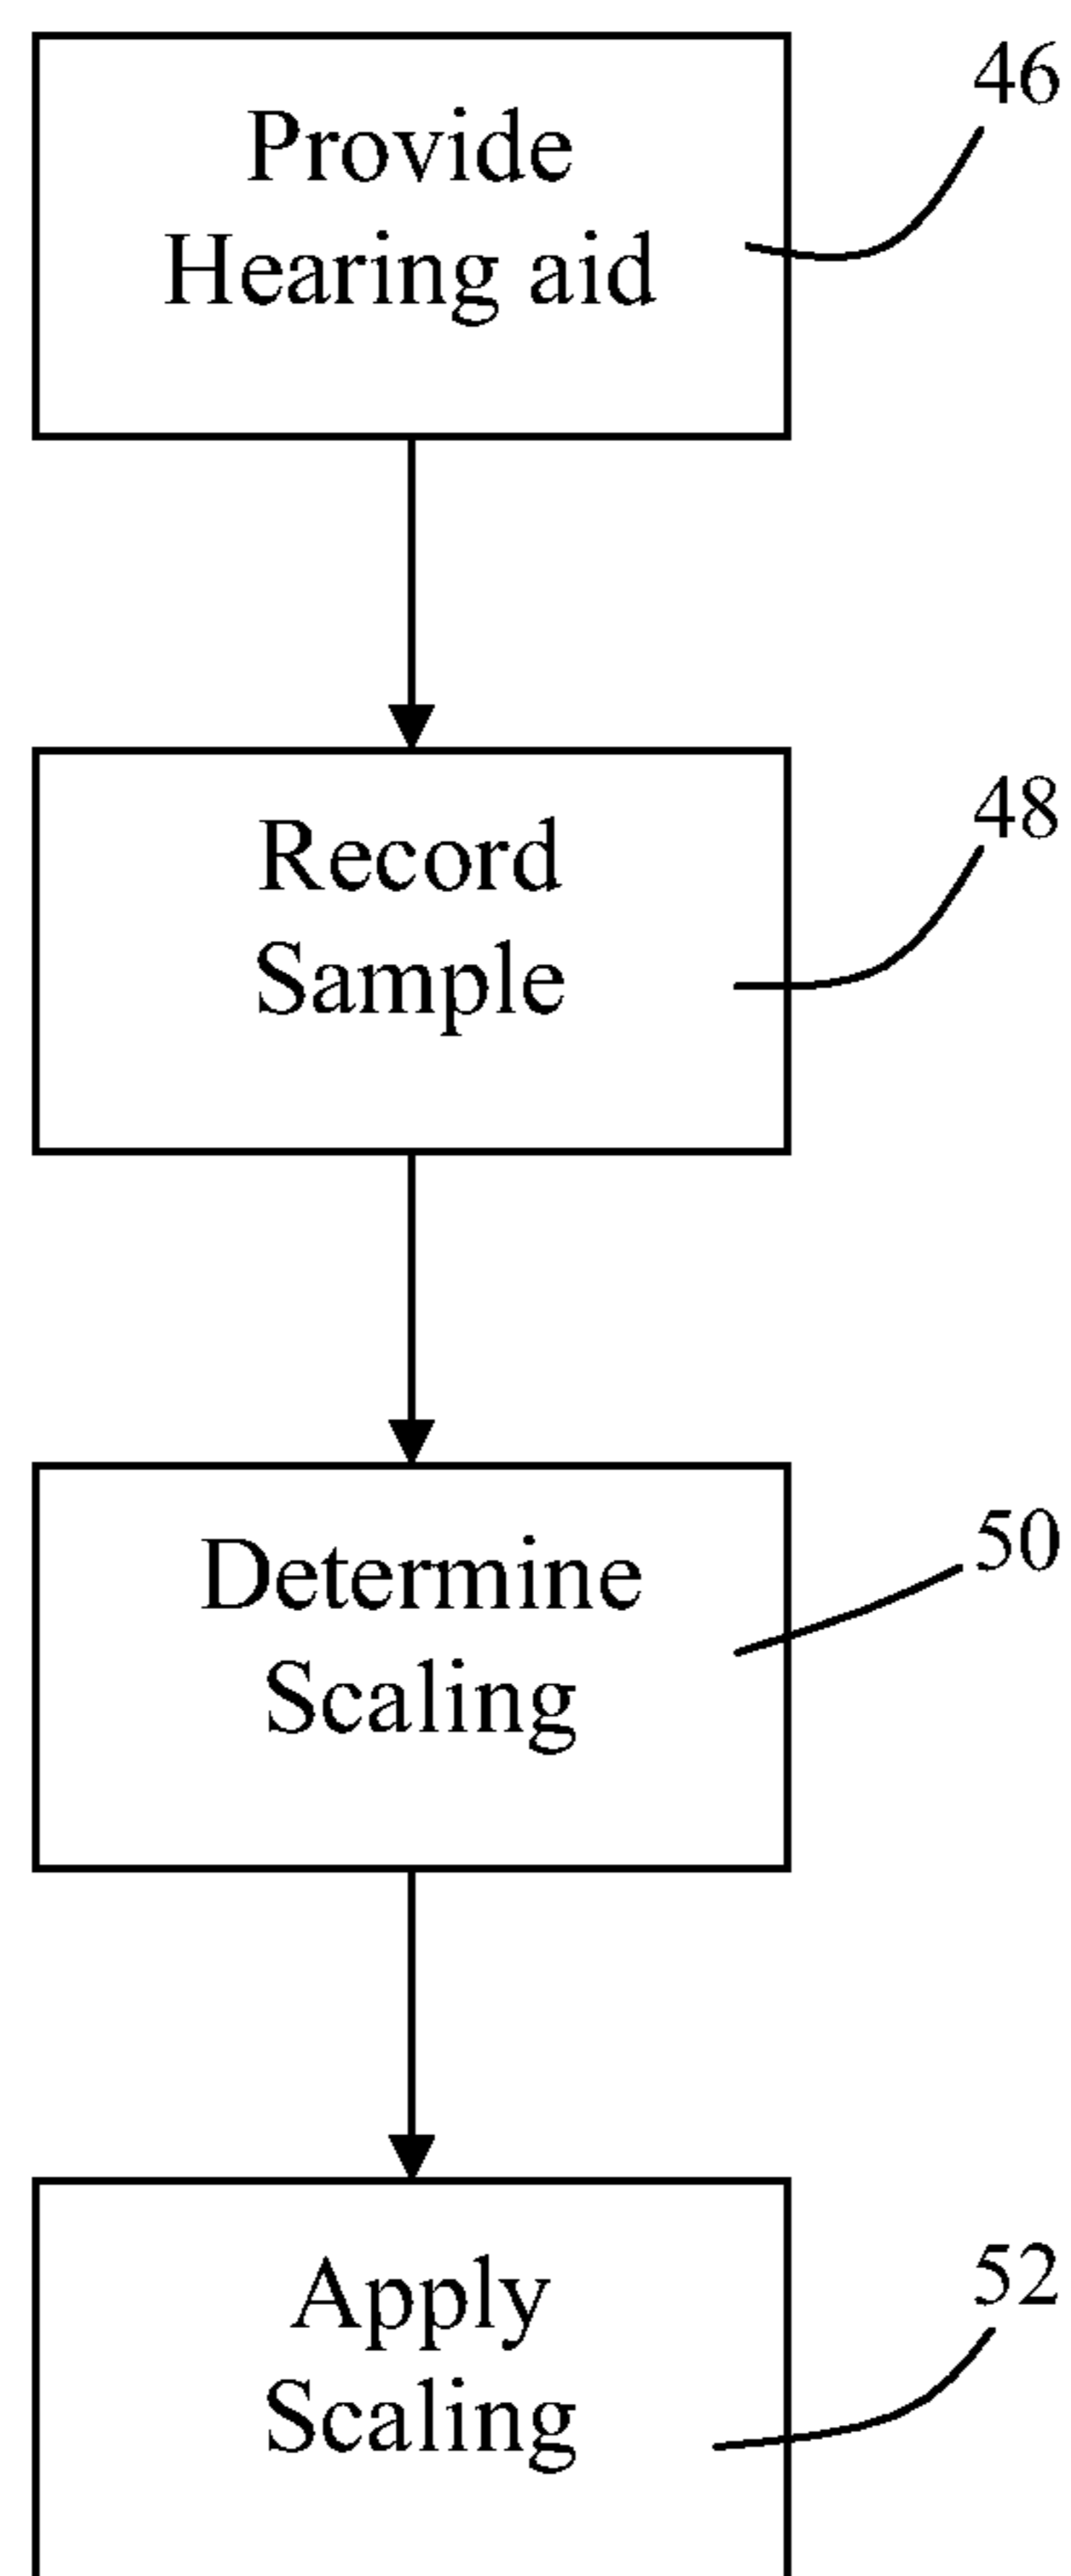 Provide
Hearing aid
46
Record
Sample
48
Determine
Scaling
50
Apply
Scaling
52